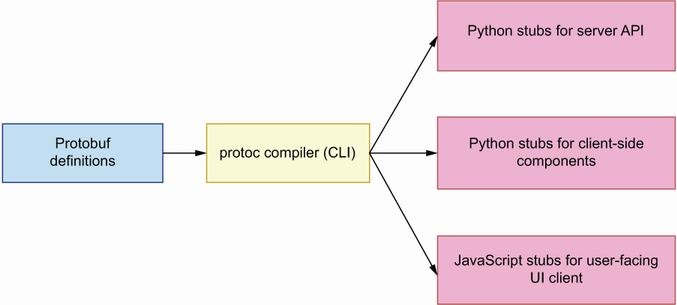 Python stubs for server API
Protobuf
definitions
protoc compiler (CLI)
Python stubs for client-side
components
JavaScript stubs for user-facing
UI client